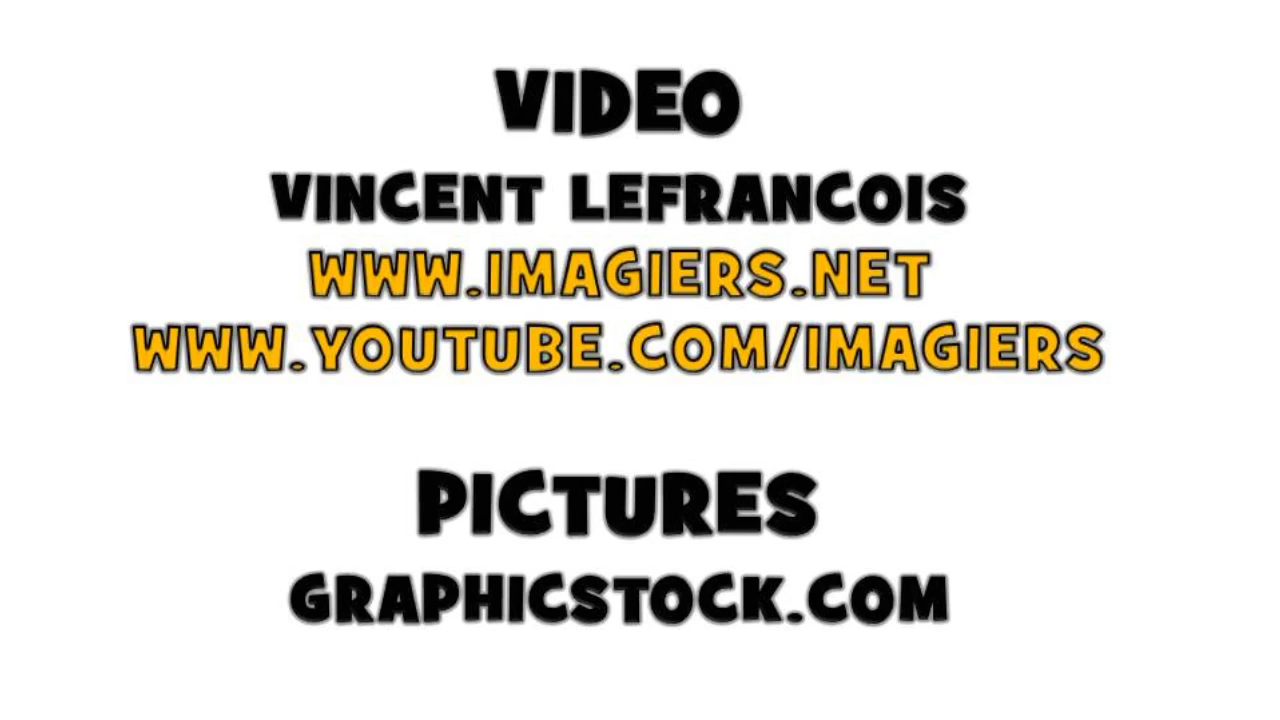 VIDEO
VINCENT LEFRANCOIS
WWW.IMAGIERS.NET
WWW.YOUTUBE.COM/IMAGIERS
PICTURES
GRAPHICSTOCK.COM